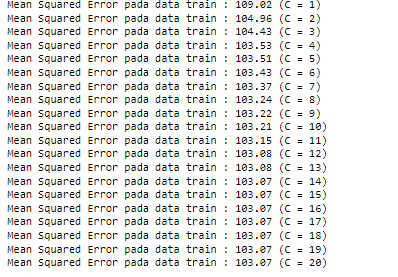 Mean Squared Error pada data train : 109.02 (C = 1)
Mean Squared Error pada data train : 104.96 (C = 2)
Mean Squared Error pada data train : 104.43 (C = 3)
Mean Squared Error pada data train : 103.53 (C = 4)
Mean Squared Error pada data train : 103.51 (C = 5)
Mean Squared Error pada data train : 103.43 (C = 6)
Mean Squared Error pada data train : 103.37 (C = 7)
Mean Squared Error pada data train : 103.24 (C = 8)
Mean Squared Error pada data train : 103.22 (C = 9)
Mean Squared Error pada data train : 103.21 (C = 10)
Mean Squared Error pada data train : 103.15 (C = 11)
Mean Squared Error pada data train : 103.08 (C = 12)
Mean Squared Error pada data train : 103.08 (C = 13)
Mean Squared Error pada data train : 103.07 (C = 14)
Mean Squared Error pada data train : 103.07 (C = 15)
Mean Squared Error pada data train : 103.07 (C = 16)
Mean Squared Error pada data train : 103.07 (C = 17)
Mean Squared Error pada data train : 103.07 (C = 18)
Mean Squared Error pada data train : 103.07 (C = 19)
Mean Squared Error pada data train : 103.07 (C = 20)